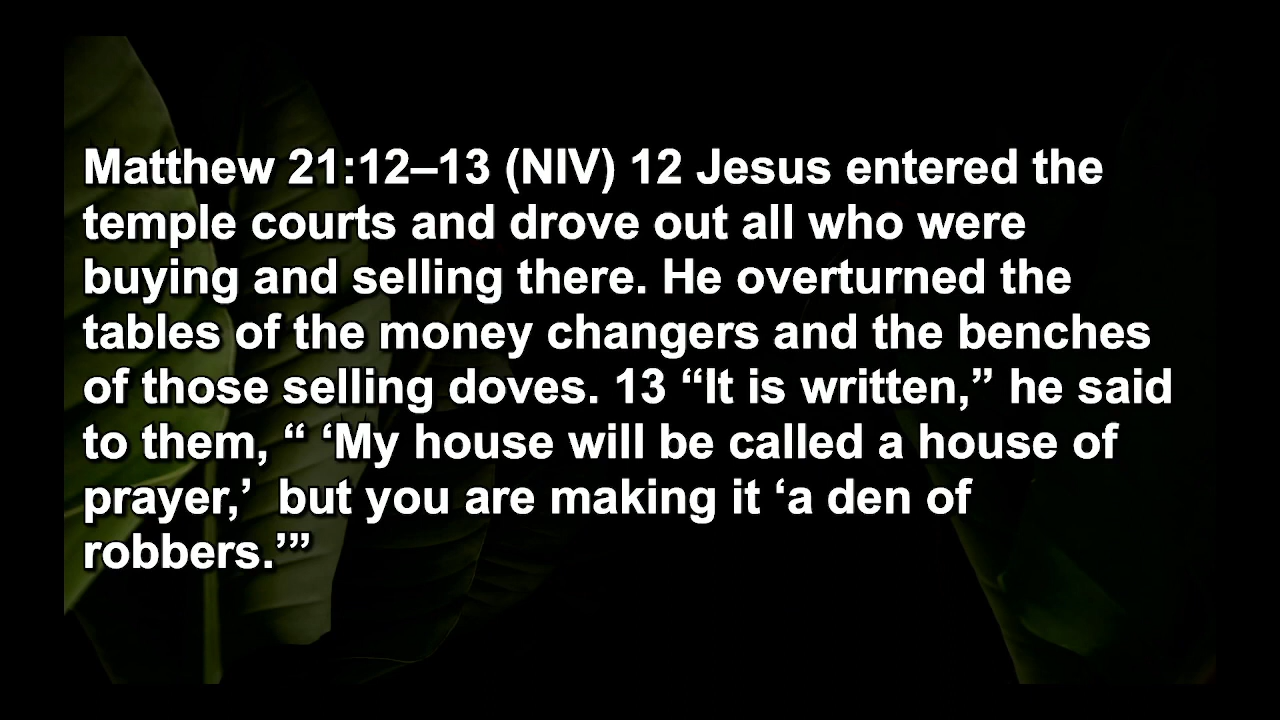 Matthew 21:12–13 (NIV) 12 Jesus entered the
temple courts and drove out all who were
buying and selling there. He overturned the
tables of the money changers and the benches
of those selling doves. 13 “It is written,” he said
to them, “ ‘My house will be called a house of
prayer,’  but you are making it ‘a den of
robbers.’”